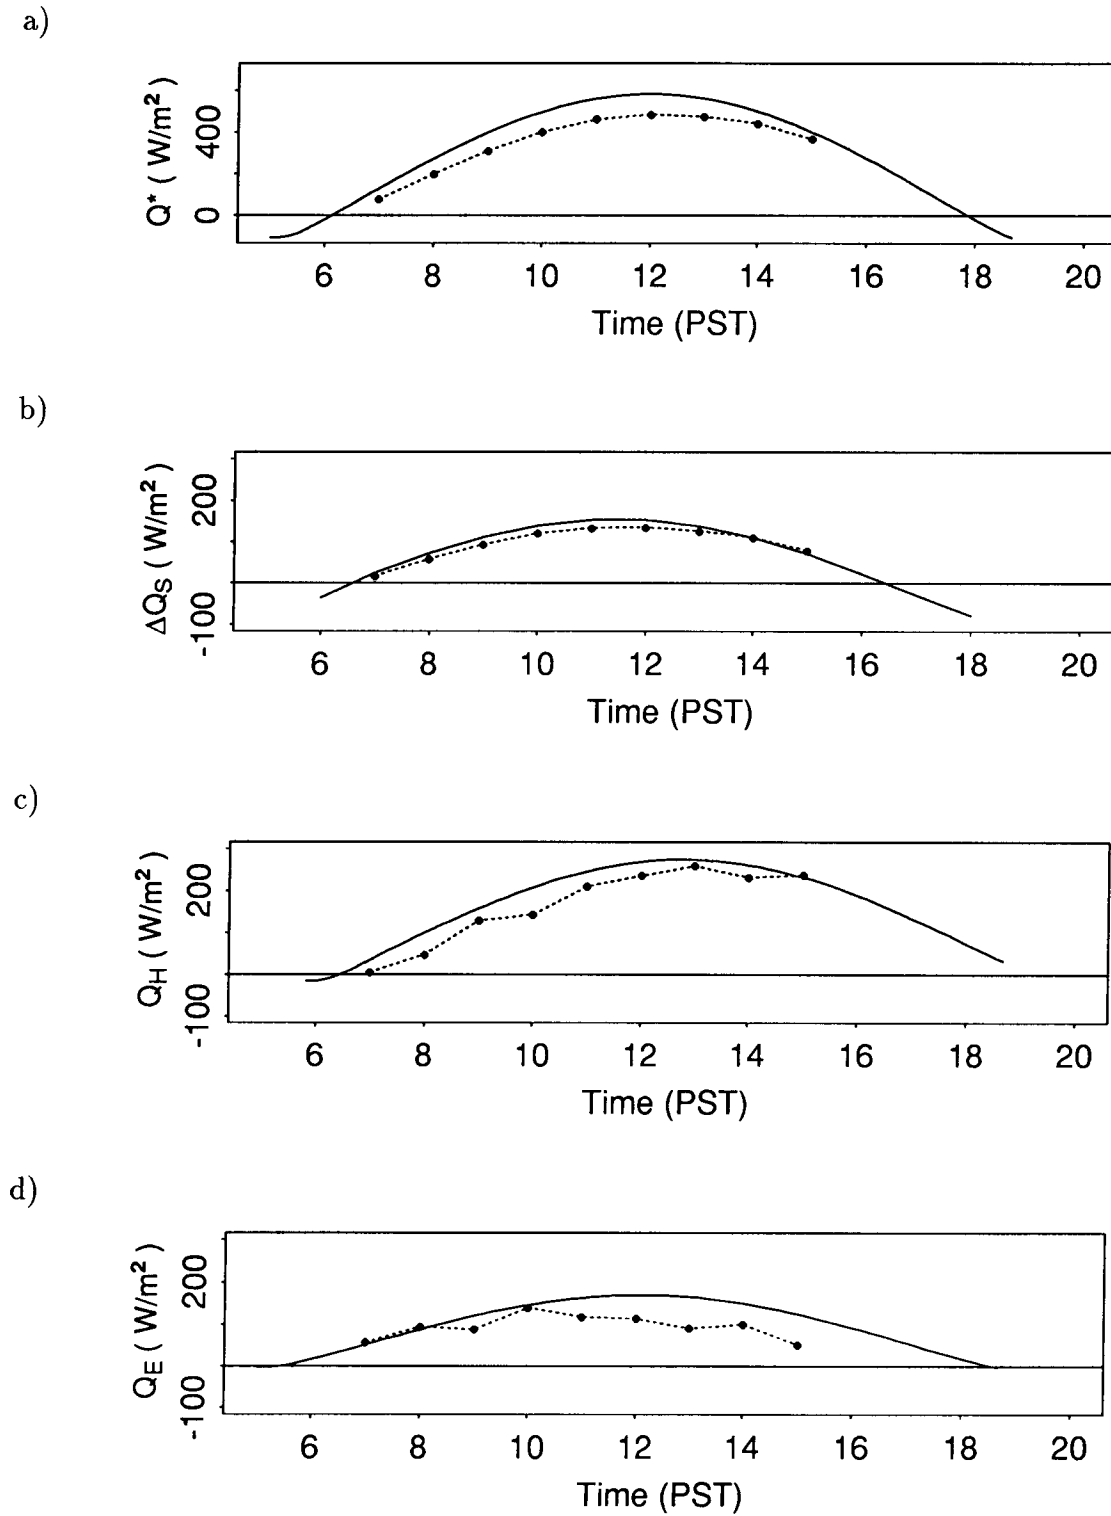 a)
Q* ( W/m²)
400
0
6 8 10 12 14 16 18 20
Time (PST)
b)
ΔQS ( W/m²)
200
-100
6 8 10 12 14 16 18 20
Time (PST)
c)
QH ( W/m²)
200
-100
6 8 10 12 14 16 18 20
Time (PST)
d)
QE ( W/m²)
200
-100
6 8 10 12 14 16 18 20
Time (PST)